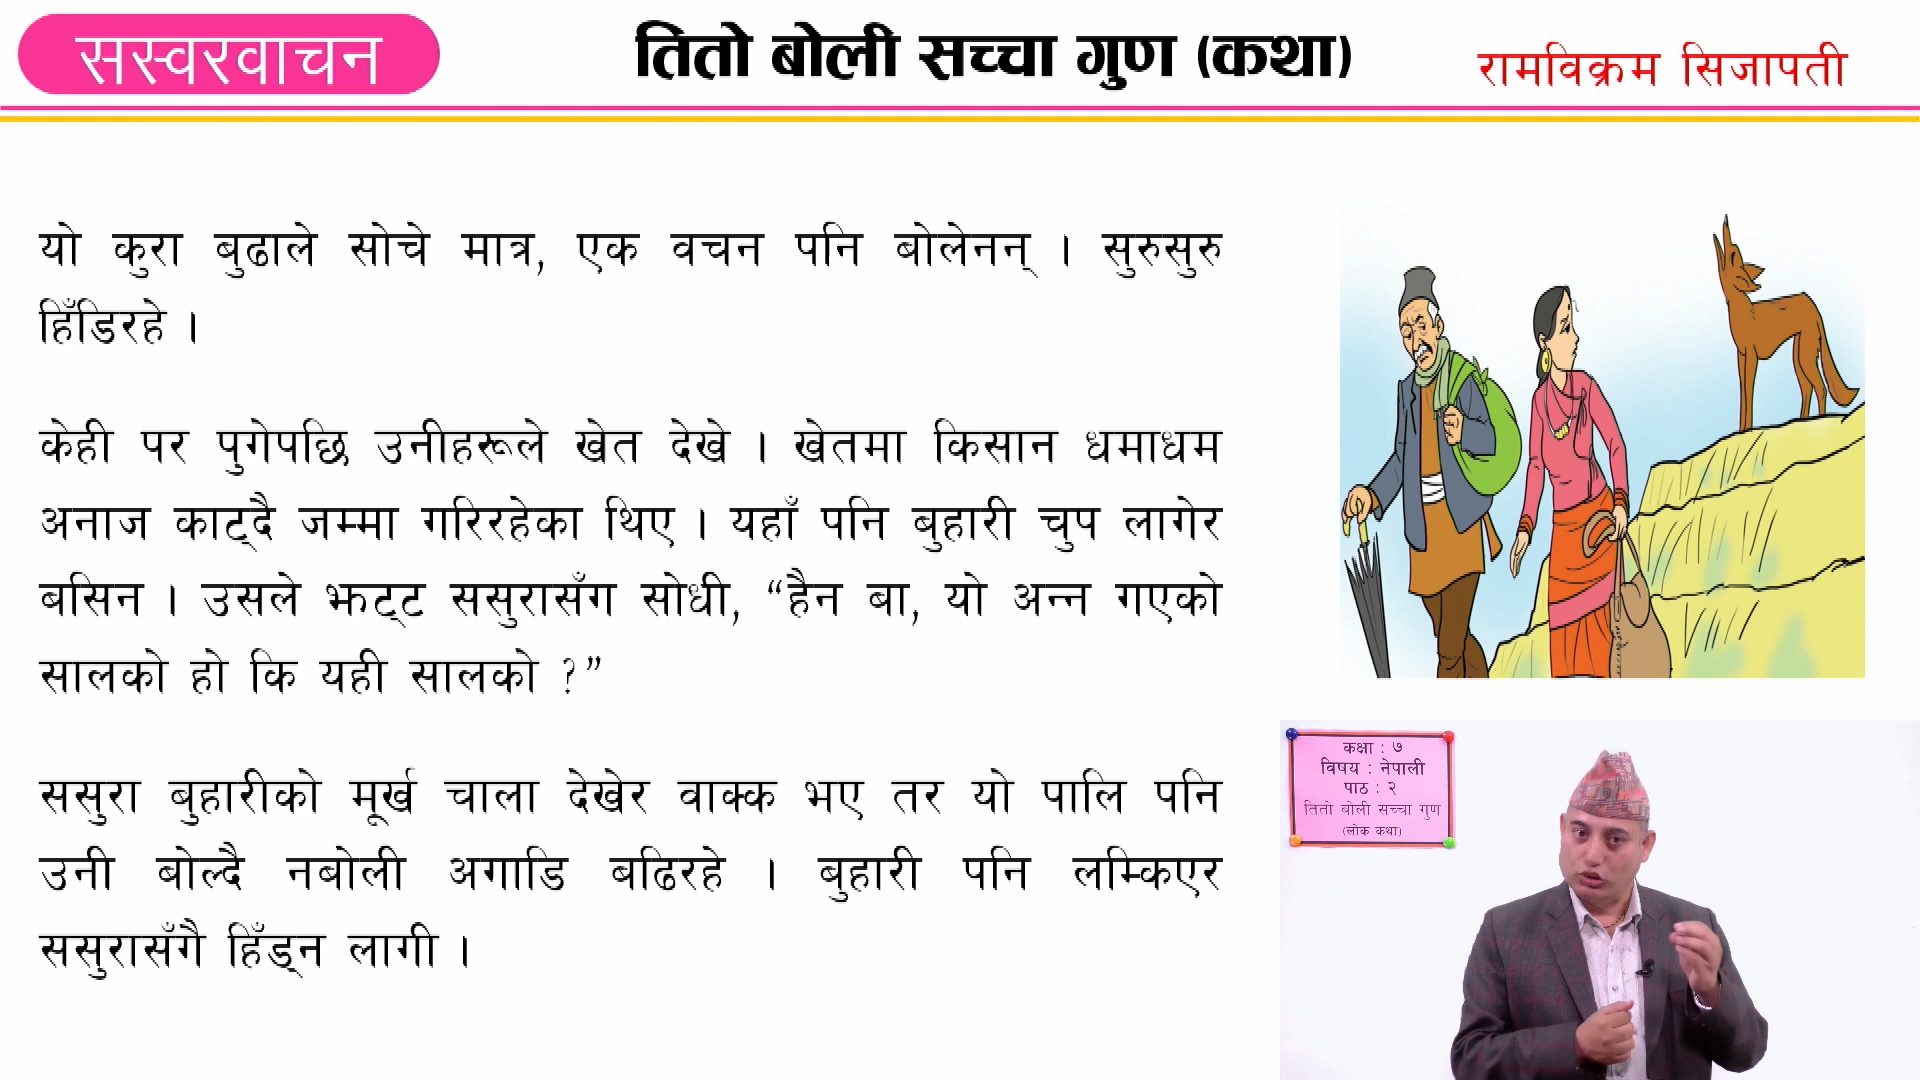 सस्वरवाचन
तितो बोली सच्चा गुण (कथा)
रामविक्रम सिजापती
यो कुरा बुढाले सोचे मात्र, एक वचन पनि बोलेनन् । सुरुसुरु
हिँडिरहे ।
केही पर पुगेपछि उनीहरूले खेत देखे । खेतमा किसान धमाधम
अनाज काट्दै जम्मा गरिरहेका थिए । यहाँ पनि बुहारी चुप लागेर
बसिन । उसले झट्ट ससुरासँग सोधी, “हैन बा, यो अन्न गएको
सालको हो कि यही सालको ?”
ससुरा बुहारीको मूर्ख चाला देखेर वाक्क भए तर यो पालि पनि
उनी बोल्दै नबोली अगाडि बढिरहे । बुहारी पनि लम्किएर
ससुरासँगै हिँड्न लागी ।
कक्षा : ७
विषय : नेपाली
पाठ : २
तितो बोली सच्चा गुण
(लोक कथा)